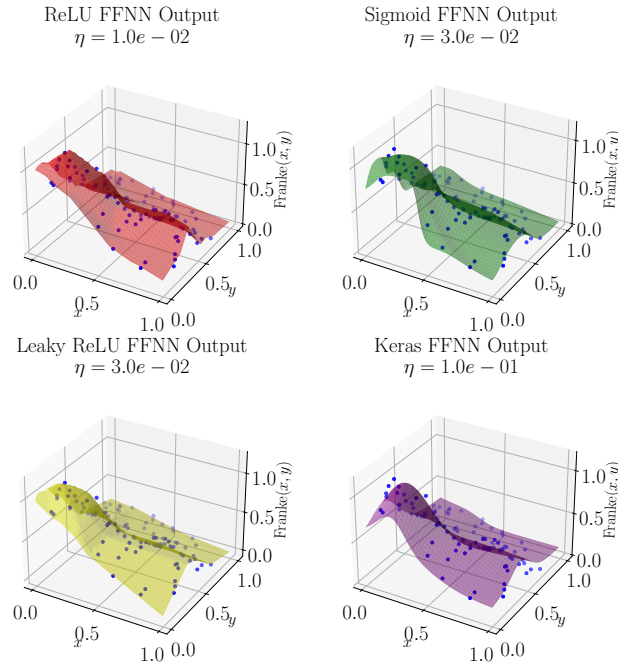 ReLU FFNN Output
η = 1.0e − 02
Sigmoid FFNN Output
η = 3.0e − 02
0.0
0.5
1.0
x
0.0
0.5
1.0
y
0.0
0.5
1.0
Franke(x, y)
0.0
0.5
1.0
x
0.0
0.5
1.0
y
0.0
0.5
1.0
Franke(x, y)
Leaky ReLU FFNN Output
η = 3.0e − 02
Keras FFNN Output
η = 1.0e − 01
0.0
0.5
1.0
x
0.0
0.5
1.0
y
0.0
0.5
1.0
Franke(x, y)
0.0
0.5
1.0
x
0.0
0.5
1.0
y
0.0
0.5
1.0
Franke(x, y)